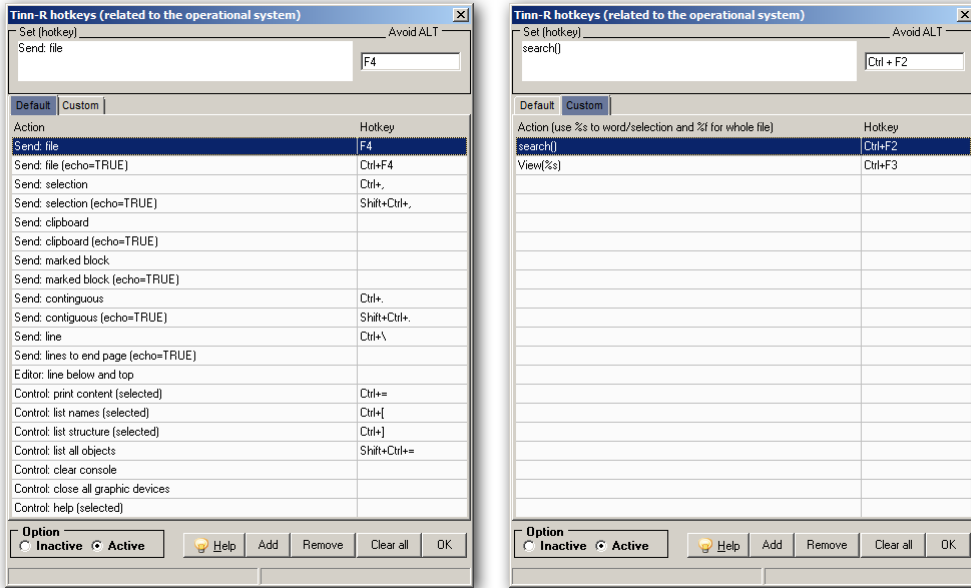 Tinn-R hotkeys (related to the operational system)
Set (hotkey) Avoid ALT
Send: file
F4
Default Custom
Action Hotkey
Send: file F4
Send: file (echo=TRUE) Ctrl+F4
Send: selection Ctrl+,
Send: selection (echo=TRUE) Shift+Ctrl+,
Send: clipboard
Send: clipboard (echo=TRUE)
Send: marked block
Send: marked block (echo=TRUE)
Send: continguous Ctrl+.
Send: contiguous (echo=TRUE) Shift+Ctrl+.
Send: line Ctrl+\
Send: lines to end page (echo=TRUE)
Editor: line below and top
Control: print content (selected) Ctrl+=
Control: list names (selected) Ctrl+[
Control: list structure (selected) Ctrl+]
Control: list all objects Shift+Ctrl+=
Control: clear console
Control: close all graphic devices
Control: help (selected)
Option
Inactive Active Help Add Remove Clear all OK
Tinn-R hotkeys (related to the operational system)
Set (hotkey) Avoid ALT
search()
Ctrl + F2
Default Custom
Action (use %s to word/selection and %f for whole file) Hotkey
search() Ctrl+F2
View(%s) Ctrl+F3
Option
Inactive Active Help Add Remove Clear all OK